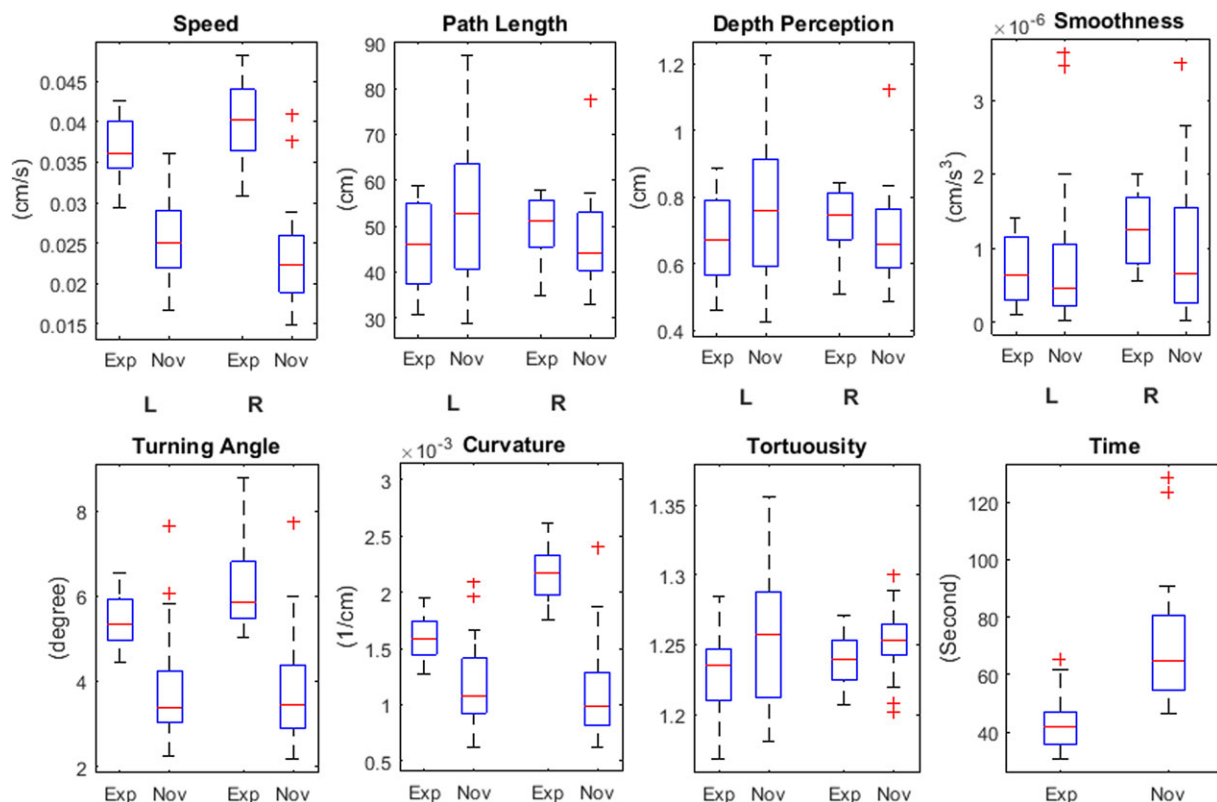 Speed
(cm/s)
0.045
0.04
0.035
0.03
0.025
0.02
0.015
Exp Nov Exp Nov
L R
Path Length
(cm)
90
80
70
60
50
40
30
Exp Nov Exp Nov
L R
Depth Perception
(cm)
1.2
1
0.8
0.6
0.4
Exp Nov Exp Nov
L R
×10⁻⁶ Smoothness
(cm/s³)
3
2
1
0
Exp Nov Exp Nov
L R
Turning Angle
(degree)
8
6
4
2
Exp Nov Exp Nov
×10⁻³ Curvature
(1/cm)
3
2.5
2
1.5
1
0.5
Exp Nov Exp Nov
Tortuousity
1.35
1.3
1.25
1.2
Exp Nov Exp Nov
Time
(Second)
120
100
80
60
40
Exp Nov